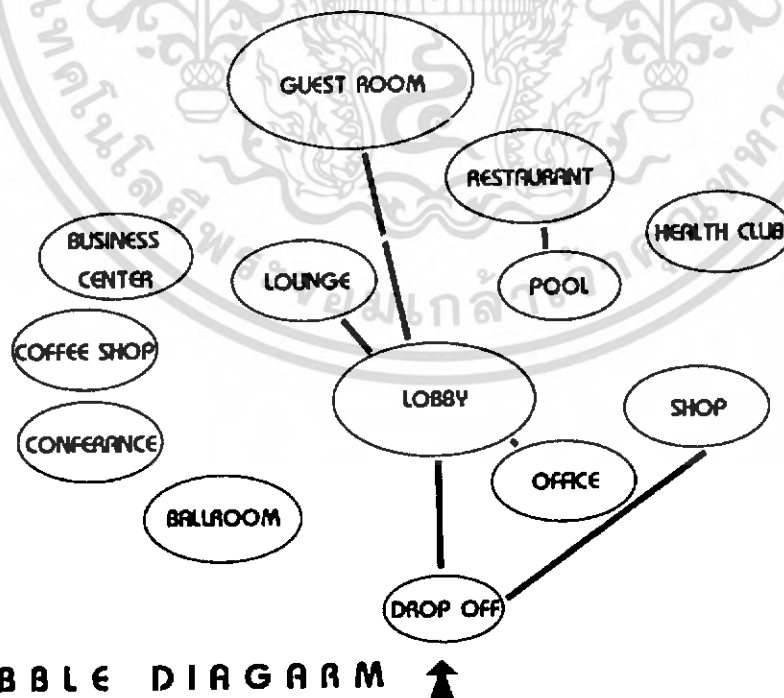 GUEST ROOM
RESTAURANT
HEALTH CLUB
BUSINESS
CENTER
LOUNGE
POOL
COFFEE SHOP
LOBBY
SHOP
CONFERANCE
OFFICE
BALLROOM
DROP OFF
BBLE DIAGARM